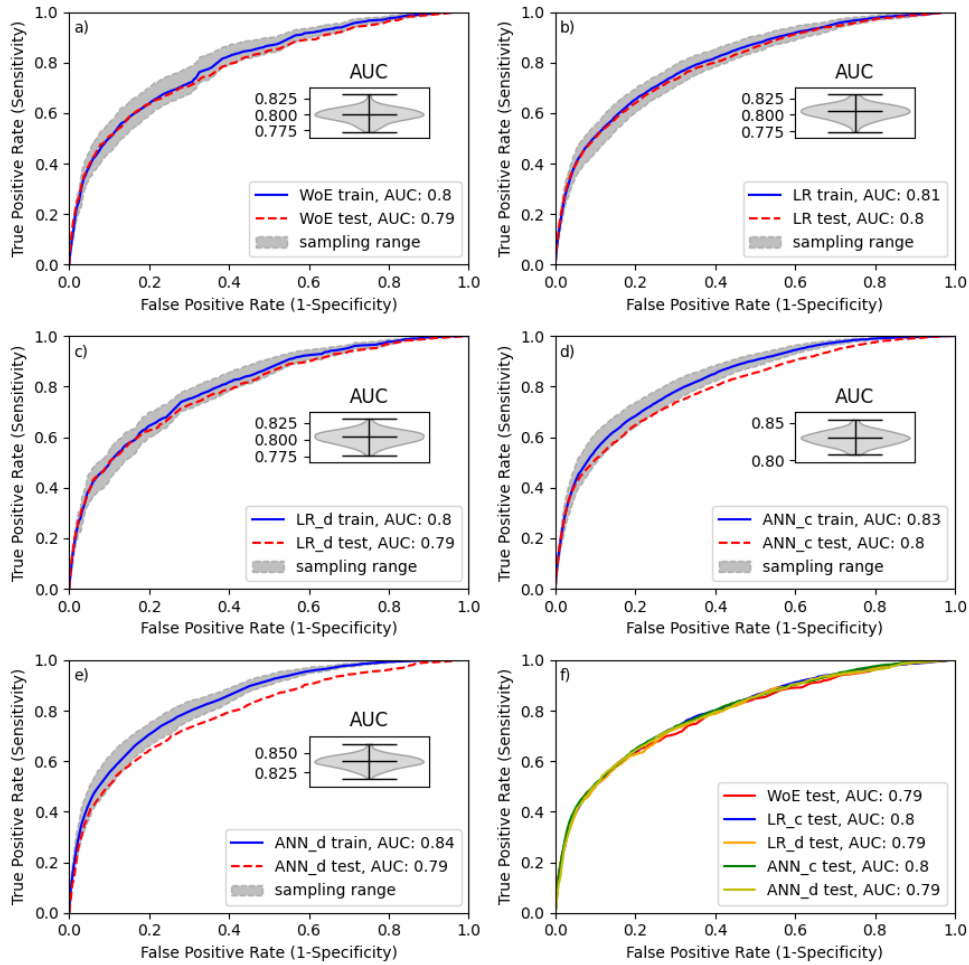 a)
True Positive Rate (Sensitivity)
1.0
0.8
0.6
0.4
0.2
0.0
AUC
0.825
0.800
0.775
WoE train, AUC: 0.8
WoE test, AUC: 0.79
sampling range
0.0 0.2 0.4 0.6 0.8 1.0
False Positive Rate (1-Specificity)
b)
True Positive Rate (Sensitivity)
1.0
0.8
0.6
0.4
0.2
0.0
AUC
0.825
0.800
0.775
LR train, AUC: 0.81
LR test, AUC: 0.8
sampling range
0.0 0.2 0.4 0.6 0.8 1.0
False Positive Rate (1-Specificity)
c)
True Positive Rate (Sensitivity)
1.0
0.8
0.6
0.4
0.2
0.0
AUC
0.825
0.800
0.775
LR_d train, AUC: 0.8
LR_d test, AUC: 0.79
sampling range
0.0 0.2 0.4 0.6 0.8 1.0
False Positive Rate (1-Specificity)
d)
True Positive Rate (Sensitivity)
1.0
0.8
0.6
0.4
0.2
0.0
AUC
0.85
0.80
ANN_c train, AUC: 0.83
ANN_c test, AUC: 0.8
sampling range
0.0 0.2 0.4 0.6 0.8 1.0
False Positive Rate (1-Specificity)
e)
True Positive Rate (Sensitivity)
1.0
0.8
0.6
0.4
0.2
0.0
AUC
0.850
0.825
ANN_d train, AUC: 0.84
ANN_d test, AUC: 0.79
sampling range
0.0 0.2 0.4 0.6 0.8 1.0
False Positive Rate (1-Specificity)
f)
True Positive Rate (Sensitivity)
1.0
0.8
0.6
0.4
0.2
0.0
WoE test, AUC: 0.79
LR_c test, AUC: 0.8
LR_d test, AUC: 0.79
ANN_c test, AUC: 0.8
ANN_d test, AUC: 0.79
0.0 0.2 0.4 0.6 0.8 1.0
False Positive Rate (1-Specificity)